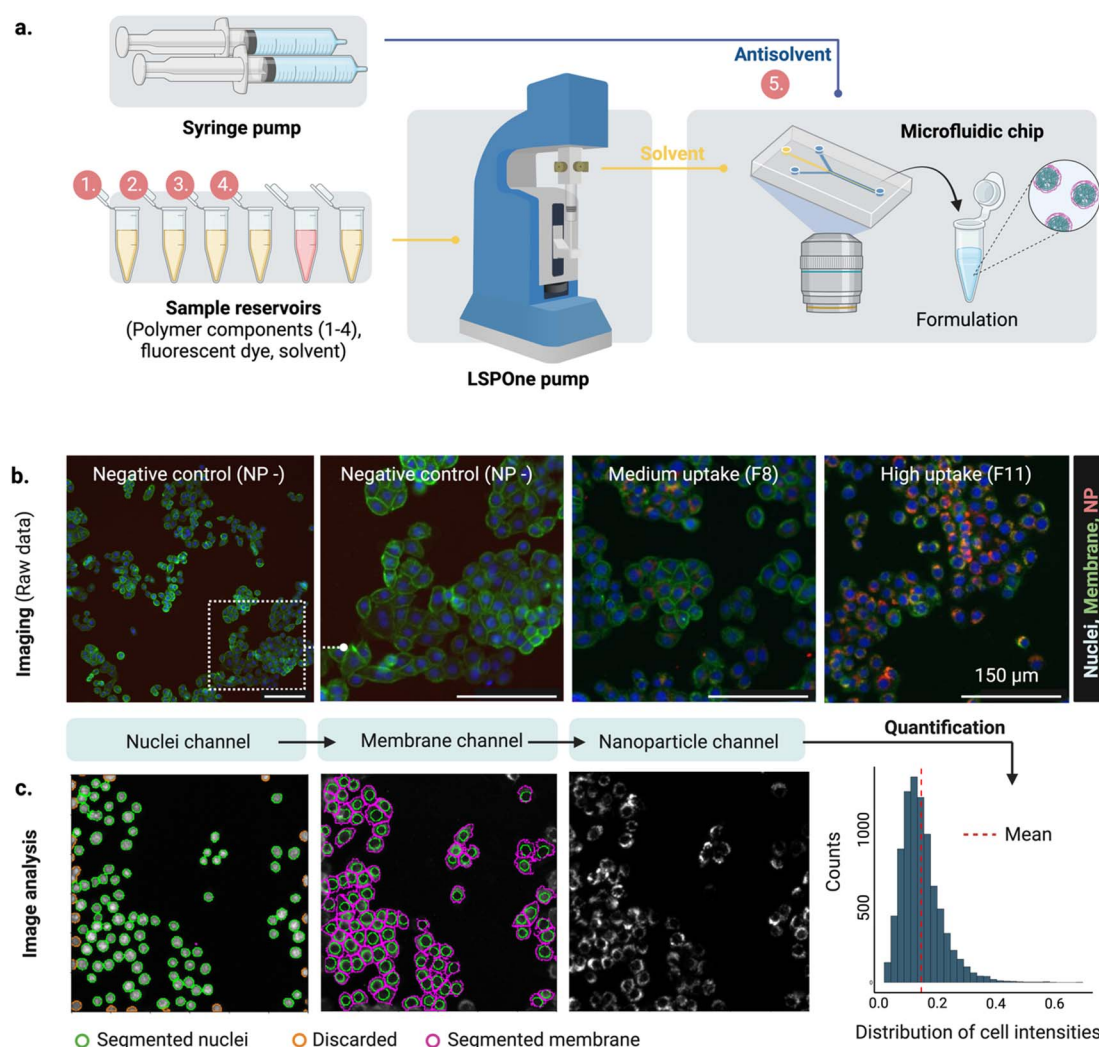 a.
Syringe pump
1.
2.
3.
4.
Sample reservoirs
(Polymer components (1-4),
fluorescent dye, solvent)
LSPOne pump
Solvent
Antisolvent
5.
Microfluidic chip
Formulation
b.
Imaging (Raw data)
Negative control (NP -)
Negative control (NP -)
Medium uptake (F8)
High uptake (F11)
150 µm
Nuclei, Membrane, NP
Nuclei channel
Membrane channel
Nanoparticle channel
Quantification
c.
Image analysis
Segmented nuclei
Discarded
Segmented membrane
Counts
1000
500
0
Mean
0.0
0.2
0.4
0.6
Distribution of cell intensities